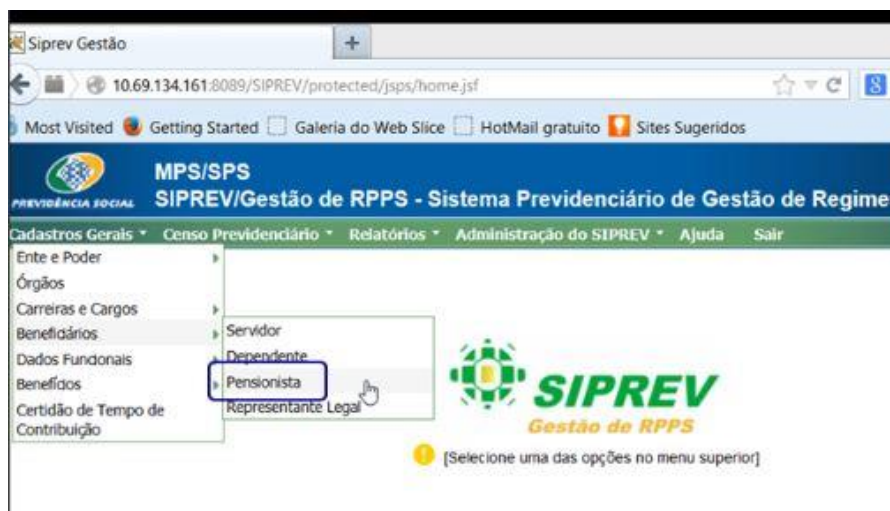 Siprev Gestão
10.69.134.161:8089/SIPREV/protected/jsps/home.jsf
Most Visited Getting Started Galeria do Web Slice HotMail gratuito Sites Sugeridos
PREVIDÊNCIA SOCIAL
MPS/SPS
SIPREV/Gestão de RPPS - Sistema Previdenciário de Gestão de Regime
Cadastros Gerais Censo Previdenciário Relatórios Administração do SIPREV Ajuda Sair
Ente e Poder
Órgãos
Carreiras e Cargos
Beneficiários
Dados Funcionais
Benefícios
Certidão de Tempo de
Contribuição
Servidor
Dependente
Pensionista
Representante Legal
SIPREV
Gestão de RPPS
[Selecione uma das opções no menu superior]